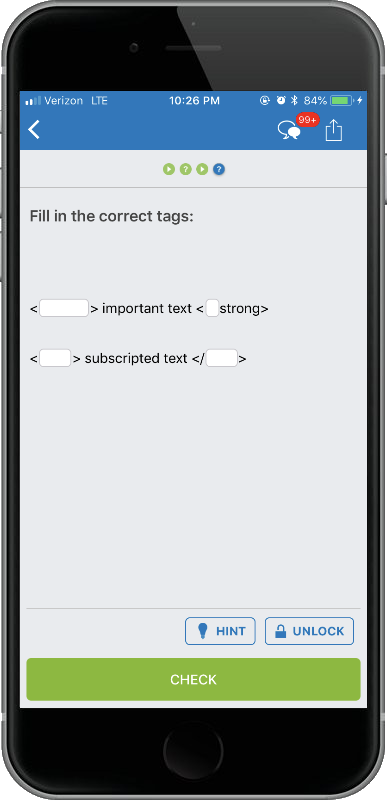 Verizon LTE 10:26 PM 84%
99+
Fill in the correct tags:
< > important text < strong>
< > subscripted text </ >
HINT UNLOCK
CHECK